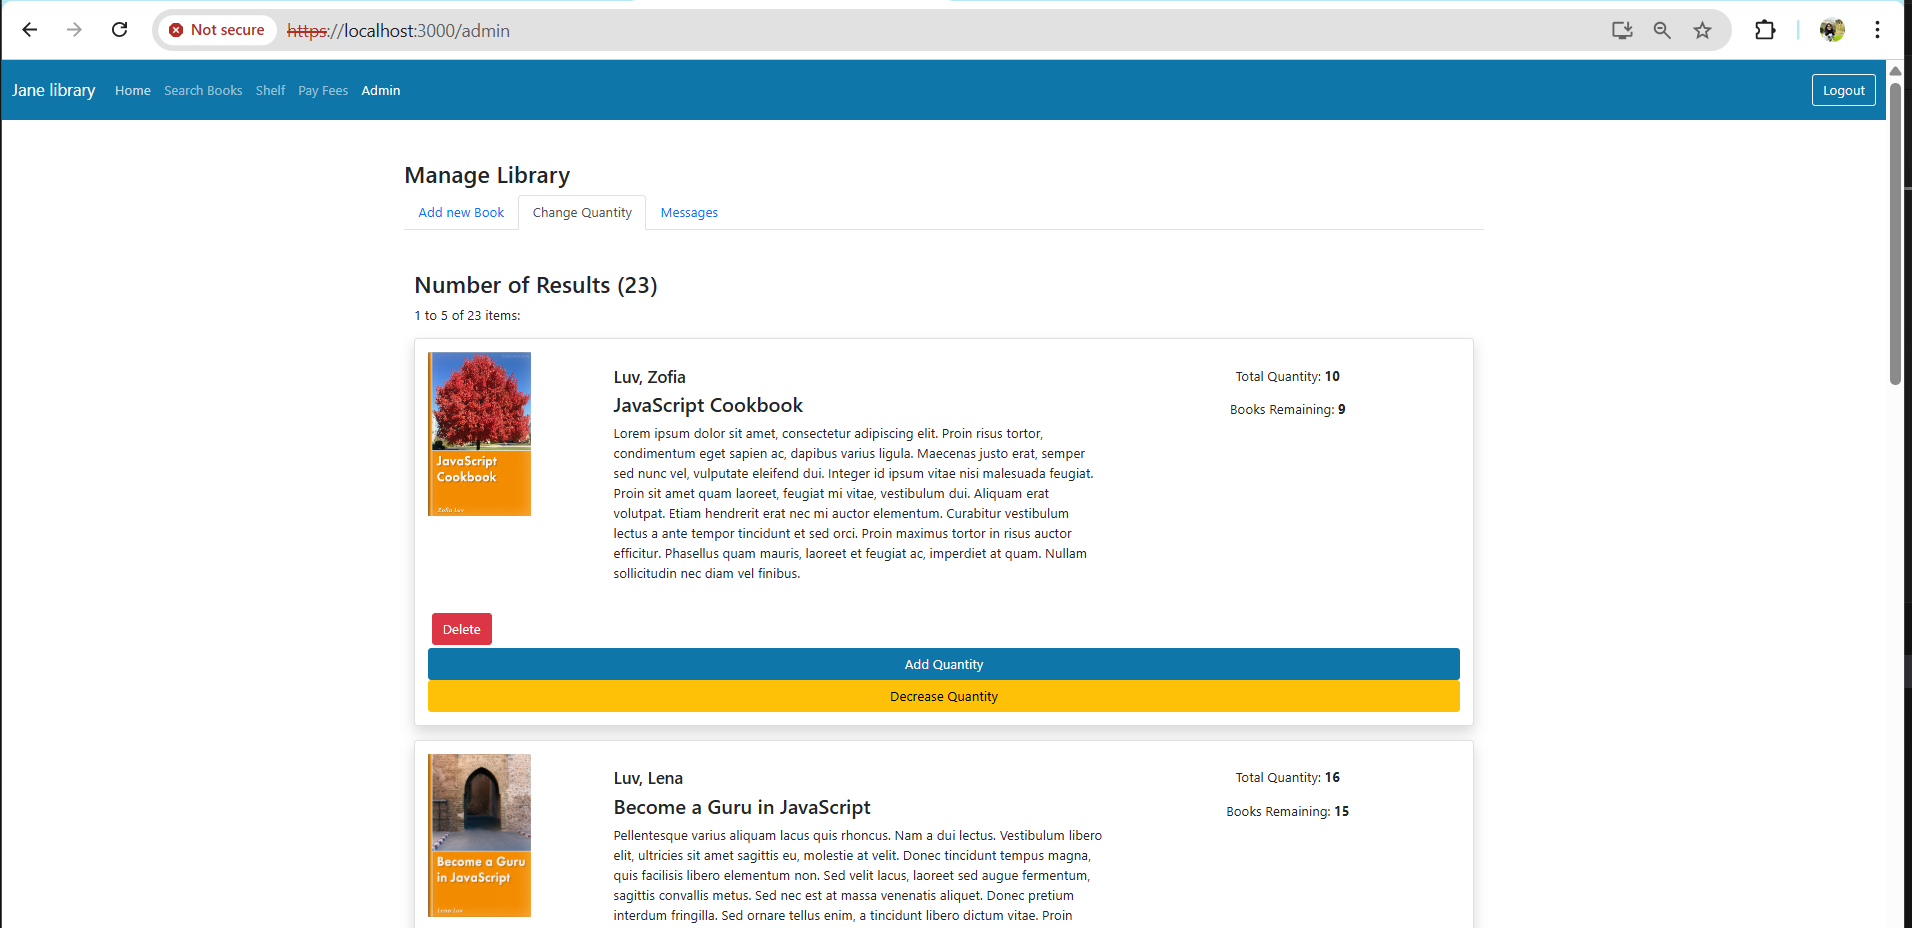 Not secure https://localhost:3000/admin
Jane library Home Search Books Shelf Pay Fees Admin Logout
Manage Library
Add new Book Change Quantity Messages
Number of Results (23)
1 to 5 of 23 items:
JavaScript
Cookbook
Zofia Luv
Luv, Zofia
JavaScript Cookbook
Lorem ipsum dolor sit amet, consectetur adipiscing elit. Proin risus tortor,
condimentum eget sapien ac, dapibus varius ligula. Maecenas justo erat, semper
sed nunc vel, vulputate eleifend dui. Integer id ipsum vitae nisi malesuada feugiat.
Proin sit amet quam laoreet, feugiat mi vitae, vestibulum dui. Aliquam erat
volutpat. Etiam hendrerit erat nec mi auctor elementum. Curabitur vestibulum
lectus a ante tempor tincidunt et sed orci. Proin maximus tortor in risus auctor
efficitur. Phasellus quam mauris, laoreet et feugiat ac, imperdiet at quam. Nullam
sollicitudin nec diam vel finibus.
Total Quantity: 10
Books Remaining: 9
Delete
Add Quantity
Decrease Quantity
Become a Guru
in JavaScript
Lena Luv
Luv, Lena
Become a Guru in JavaScript
Pellentesque varius aliquam lacus quis rhoncus. Nam a dui lectus. Vestibulum libero
elit, ultricies sit amet sagittis eu, molestie at velit. Donec tincidunt tempus magna,
quis facilisis libero elementum non. Sed velit lacus, laoreet sed augue fermentum,
sagittis convallis metus. Sed nec est at massa venenatis aliquet. Donec pretium
interdum fringilla. Sed ornare tellus enim, a tincidunt libero dictum vitae. Proin
Total Quantity: 16
Books Remaining: 15